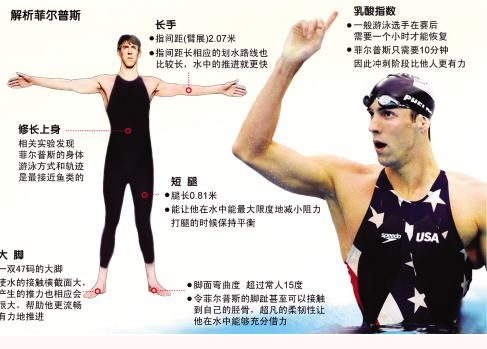 解析菲尔普斯
长手
●指间距(臂展)2.07米
●指间距长相应的划水路线也
比较长，水中的推进就更快
乳酸指数
●一般游泳选手在赛后
需要一个小时才能恢复
●菲尔普斯只需要10分钟
因此冲刺阶段比他人更有力
修长上身
相关实验发现
菲尔普斯的身体
游泳方式和轨迹
是最接近鱼类的
短 腿
●腿长0.81米
●能让他在水中能最大限度地减小阻力
打腿的时候保持平衡
大 脚
一双47码的大脚
使水的接触横截面大，
产生的推力也相应会
很大，帮助他更流畅
有力地推进
●脚面弯曲度 超过常人15度
●令菲尔普斯的脚趾甚至可以接触
到自己的胫骨，超凡的柔韧性让
他在水中能够充分借力
speedo
USA